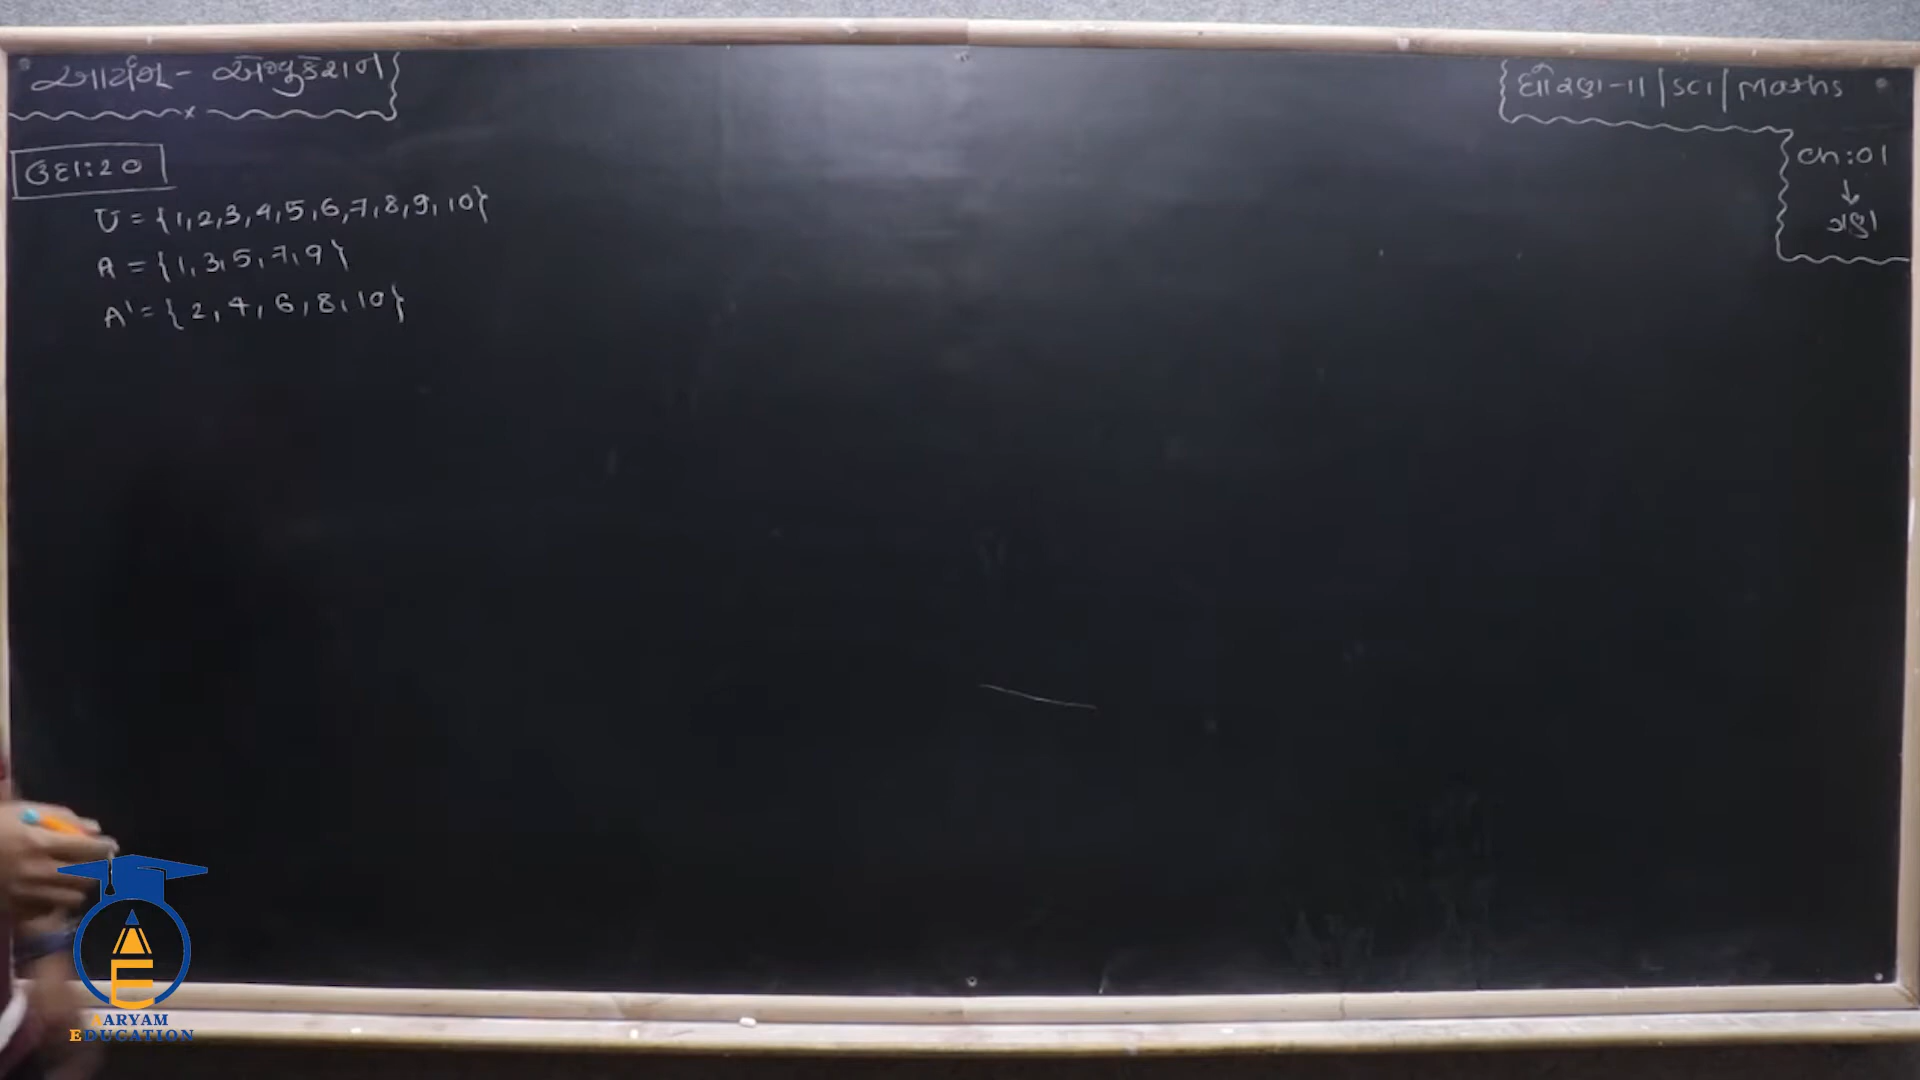 આર્યમ - એજ્યુકેશન
ધોરણ-11 | SCI | Maths
Ch:01
↓
ગણ
ઉદા:20
U = {1,2,3,4,5,6,7,8,9,10}
A = {1,3,5,7,9}
A' = {2,4,6,8,10}
AARYAM
EDUCATION